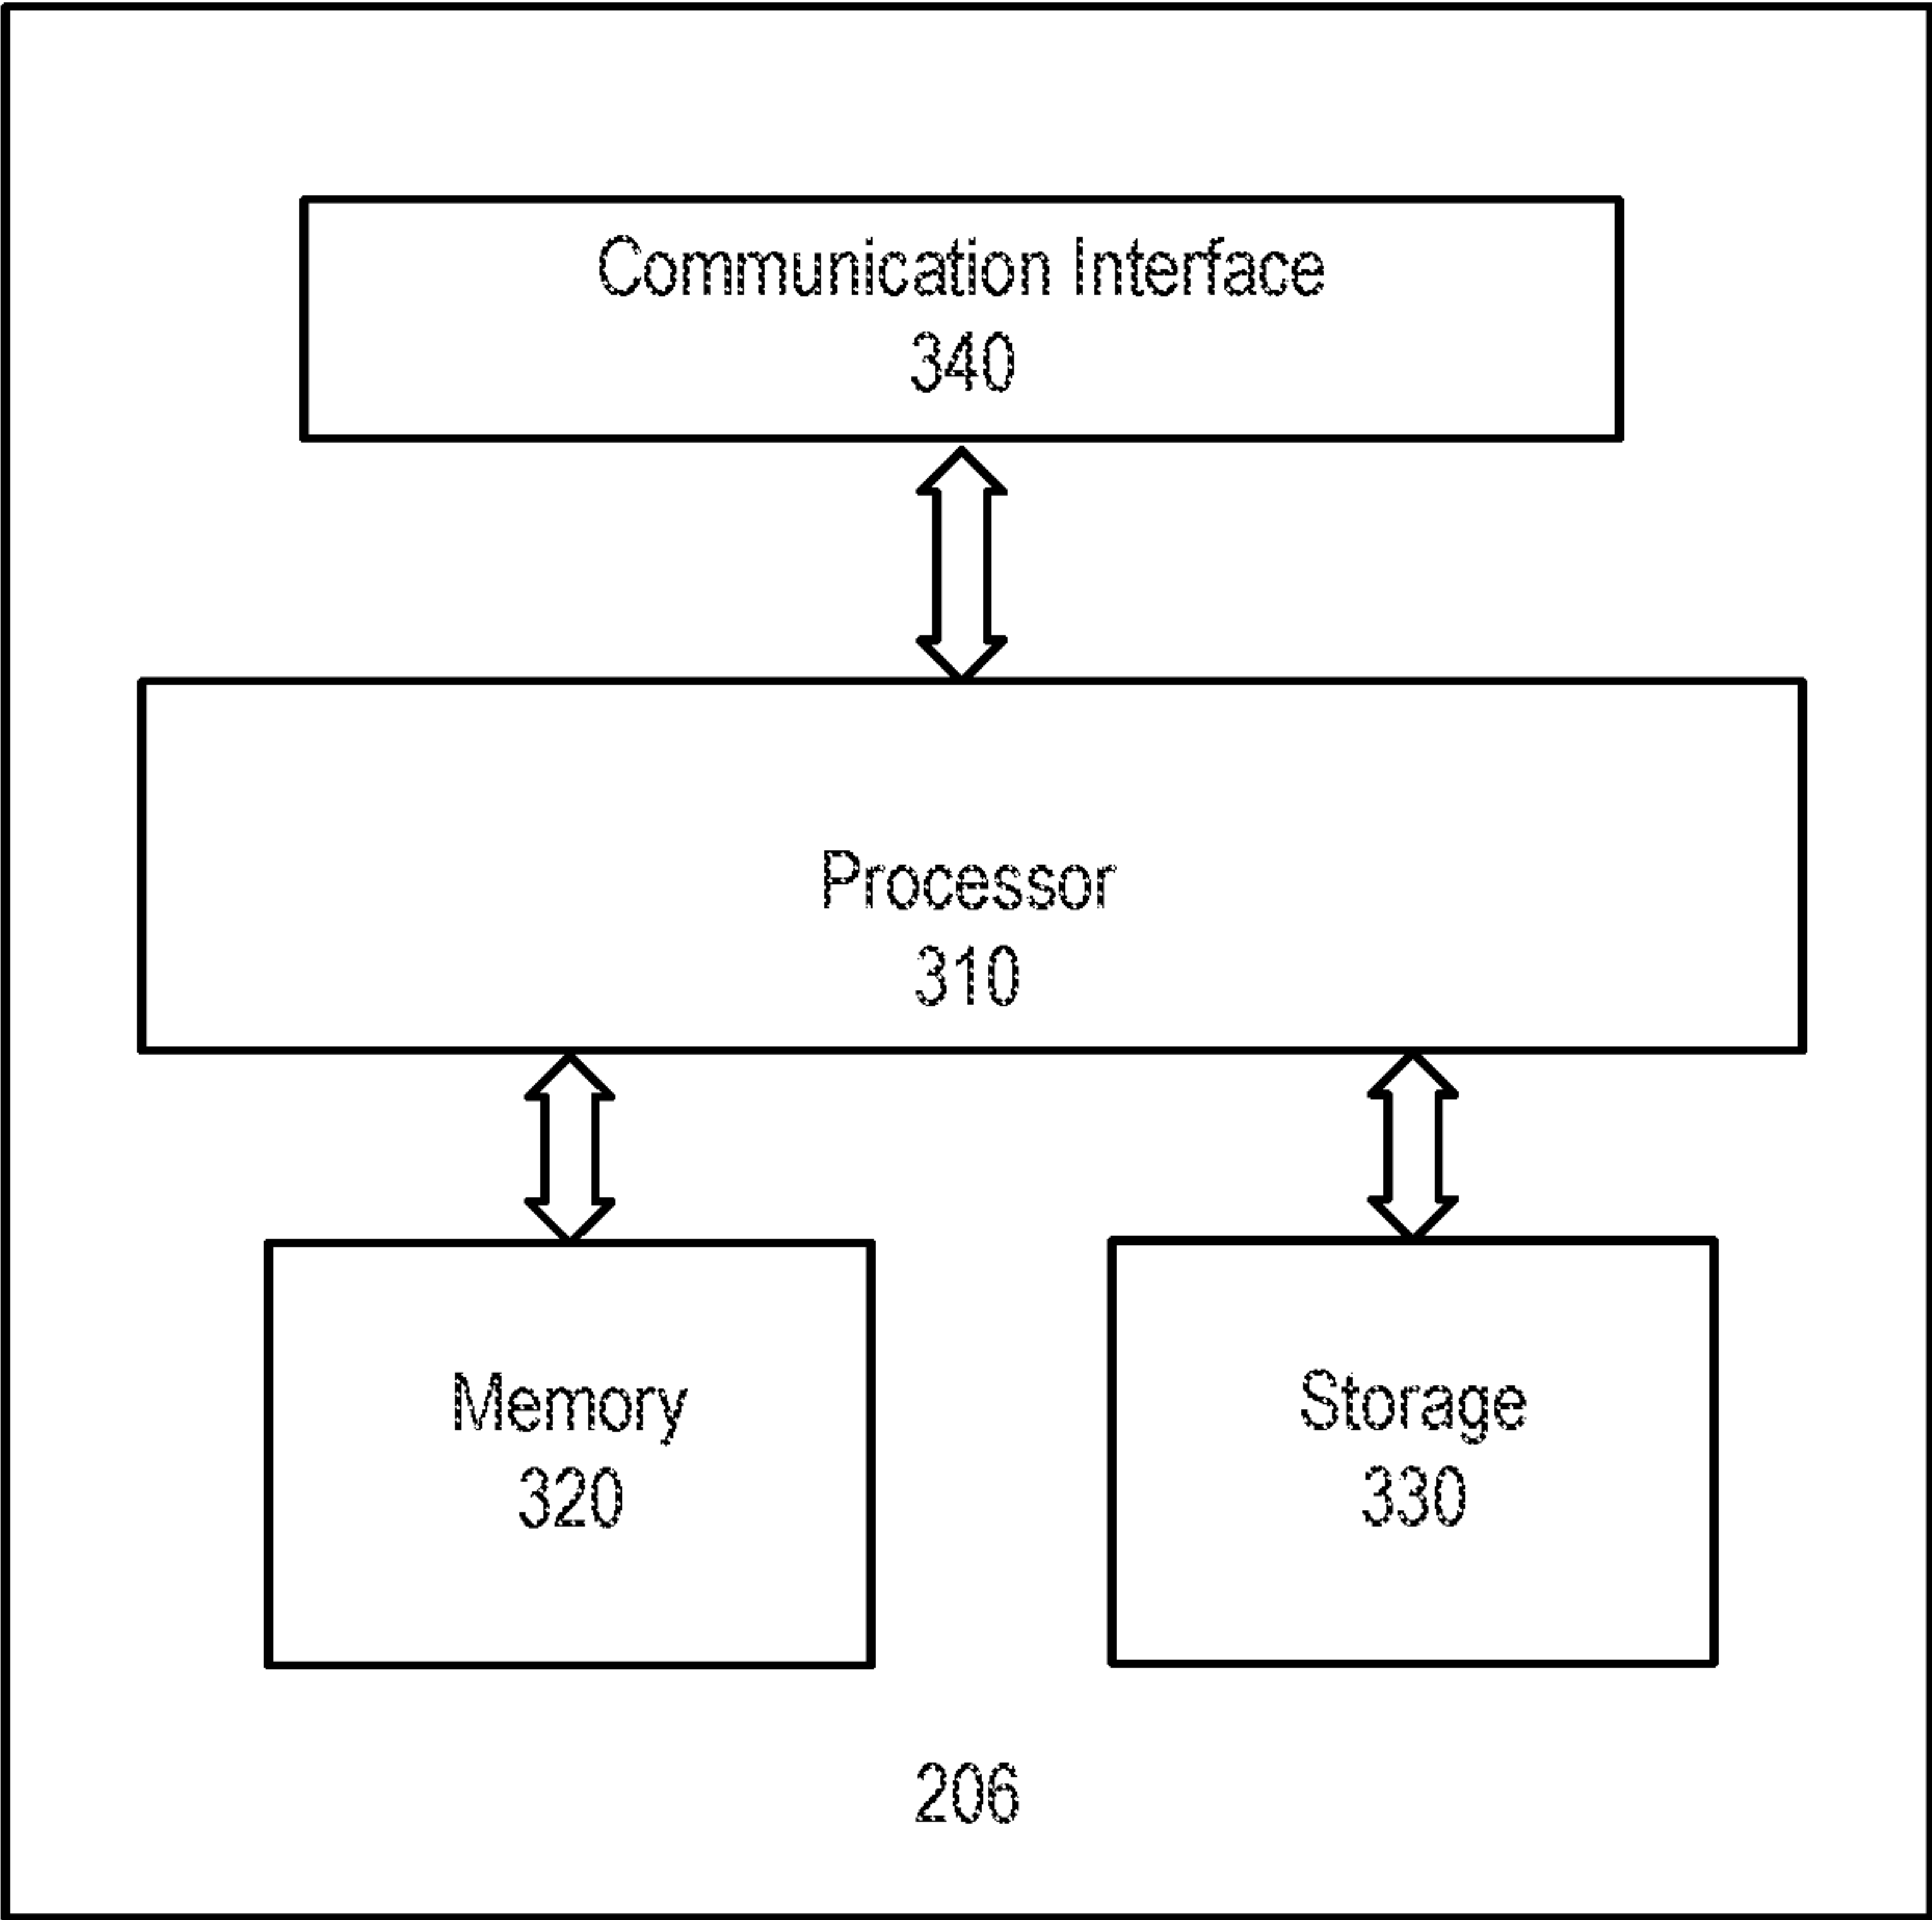 Communication Interface
340
Processor
310
Memory
320
Storage
330
206